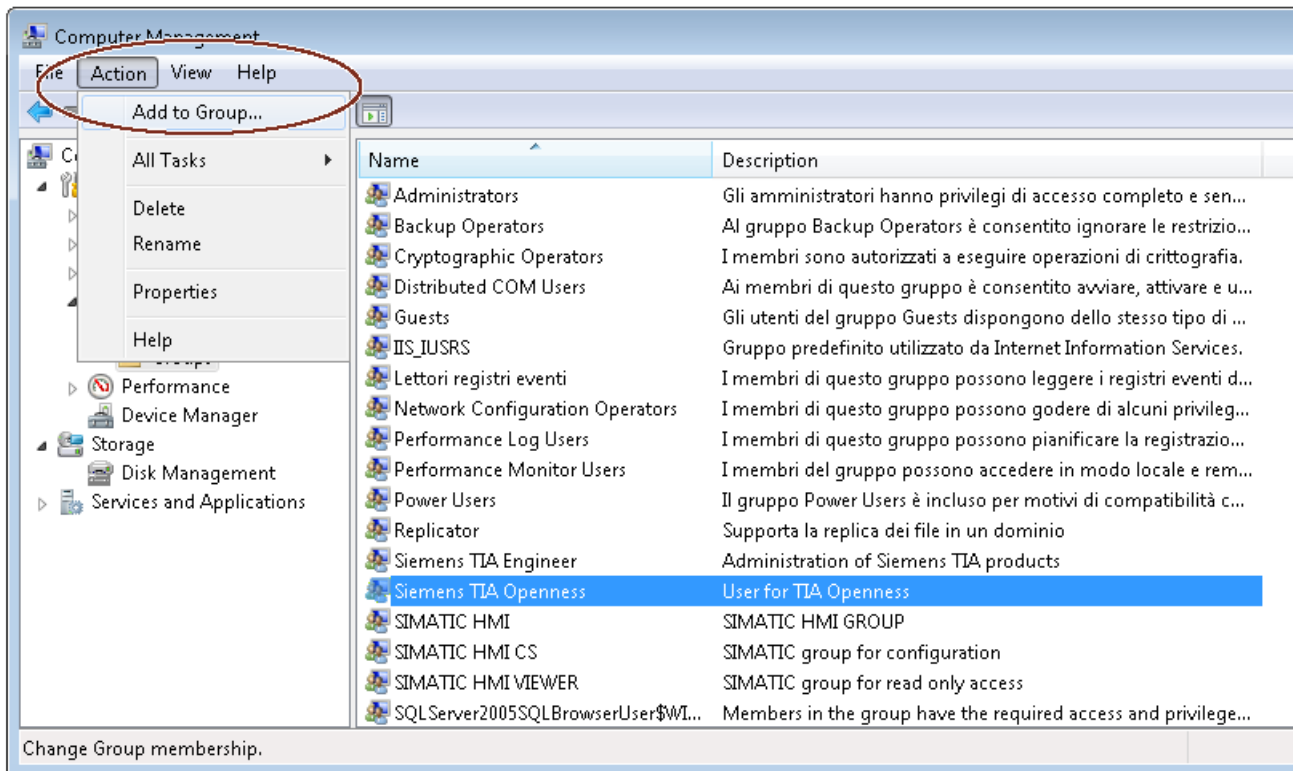 Computer Management
File Action View Help
Add to Group...
All Tasks
Delete
Rename
Properties
Help
Groups
Performance
Device Manager
Storage
Disk Management
Services and Applications
Name Description
Administrators Gli amministratori hanno privilegi di accesso completo e sen...
Backup Operators Al gruppo Backup Operators è consentito ignorare le restrizio...
Cryptographic Operators I membri sono autorizzati a eseguire operazioni di crittografia.
Distributed COM Users Ai membri di questo gruppo è consentito avviare, attivare e u...
Guests Gli utenti del gruppo Guests dispongono dello stesso tipo di ...
IIS_IUSRS Gruppo predefinito utilizzato da Internet Information Services.
Lettori registri eventi I membri di questo gruppo possono leggere i registri eventi d...
Network Configuration Operators I membri di questo gruppo possono godere di alcuni privileg...
Performance Log Users I membri di questo gruppo possono pianificare la registrazio...
Performance Monitor Users I membri del gruppo possono accedere in modo locale e rem...
Power Users Il gruppo Power Users è incluso per motivi di compatibilità c...
Replicator Supporta la replica dei file in un dominio
Siemens TIA Engineer Administration of Siemens TIA products
Siemens TIA Openness User for TIA Openness
SIMATIC HMI SIMATIC HMI GROUP
SIMATIC HMI CS SIMATIC group for configuration
SIMATIC HMI VIEWER SIMATIC group for read only access
SQLServer2005SQLBrowserUser$WI... Members in the group have the required access and privilege...
Change Group membership.